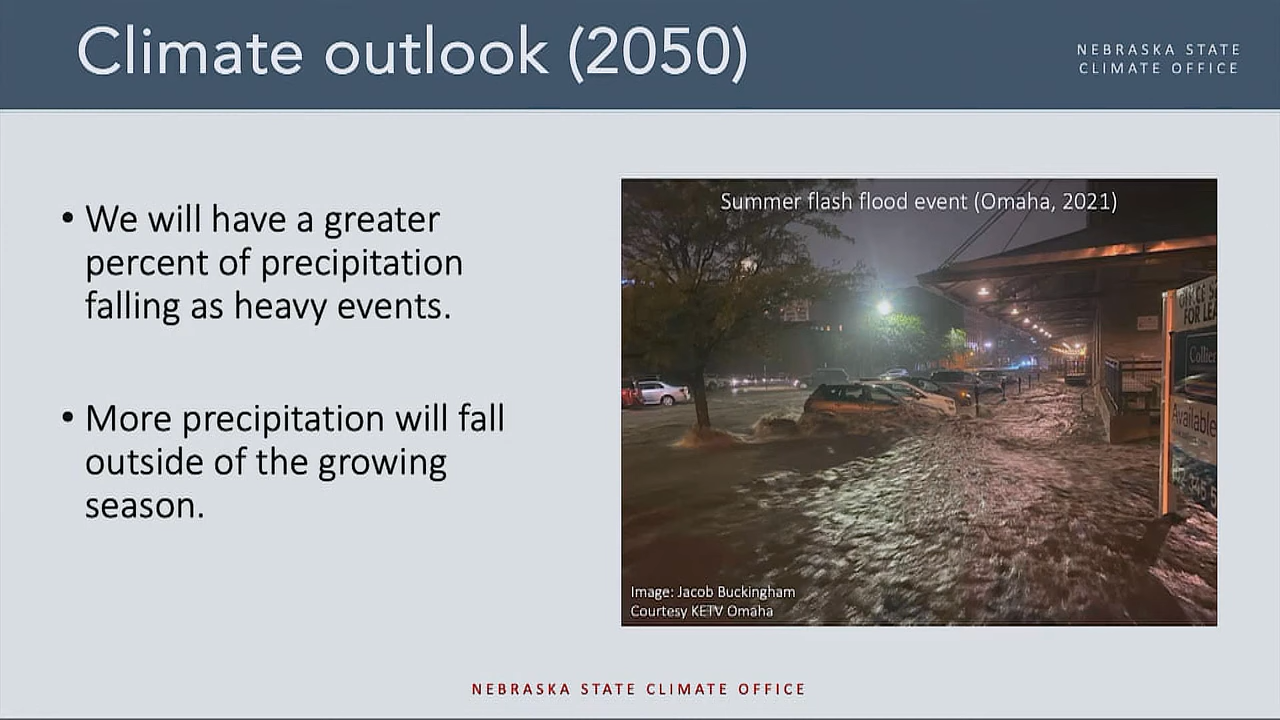 Climate outlook (2050)
NEBRASKA STATE
CLIMATE OFFICE
• We will have a greater
percent of precipitation
falling as heavy events.
• More precipitation will fall
outside of the growing
season.
Summer flash flood event (Omaha, 2021)
FOR LEA
Collier
Available
Image: Jacob Buckingham
Courtesy KETV Omaha
NEBRASKA STATE CLIMATE OFFICE